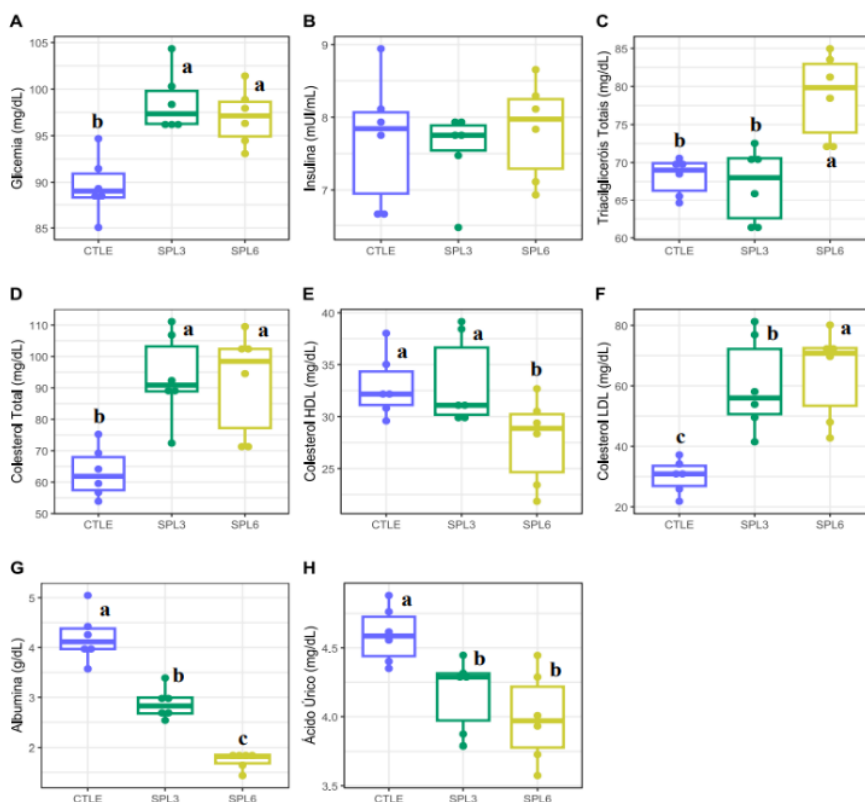 A
Glicemia (mg/dL)
105
100
95
90
85
b
a
a
CTLE
SPL3
SPL6
B
Insulina (mUI/mL)
9
8
7
CTLE
SPL3
SPL6
C
Triacilgliceróis Totais (mg/dL)
85
80
75
70
65
60
b
b
a
CTLE
SPL3
SPL6
D
Colesterol Total (mg/dL)
110
100
90
80
70
60
50
b
a
a
CTLE
SPL3
SPL6
E
Colesterol HDL (mg/dL)
35
30
25
a
a
b
CTLE
SPL3
SPL6
F
Colesterol LDL (mg/dL)
80
60
40
20
c
b
a
CTLE
SPL3
SPL6
G
Albumina (g/dL)
5
4
3
2
a
b
c
CTLE
SPL3
SPL6
H
Ácido Úrico (mg/dL)
4.5
4.0
3.5
a
b
b
CTLE
SPL3
SPL6